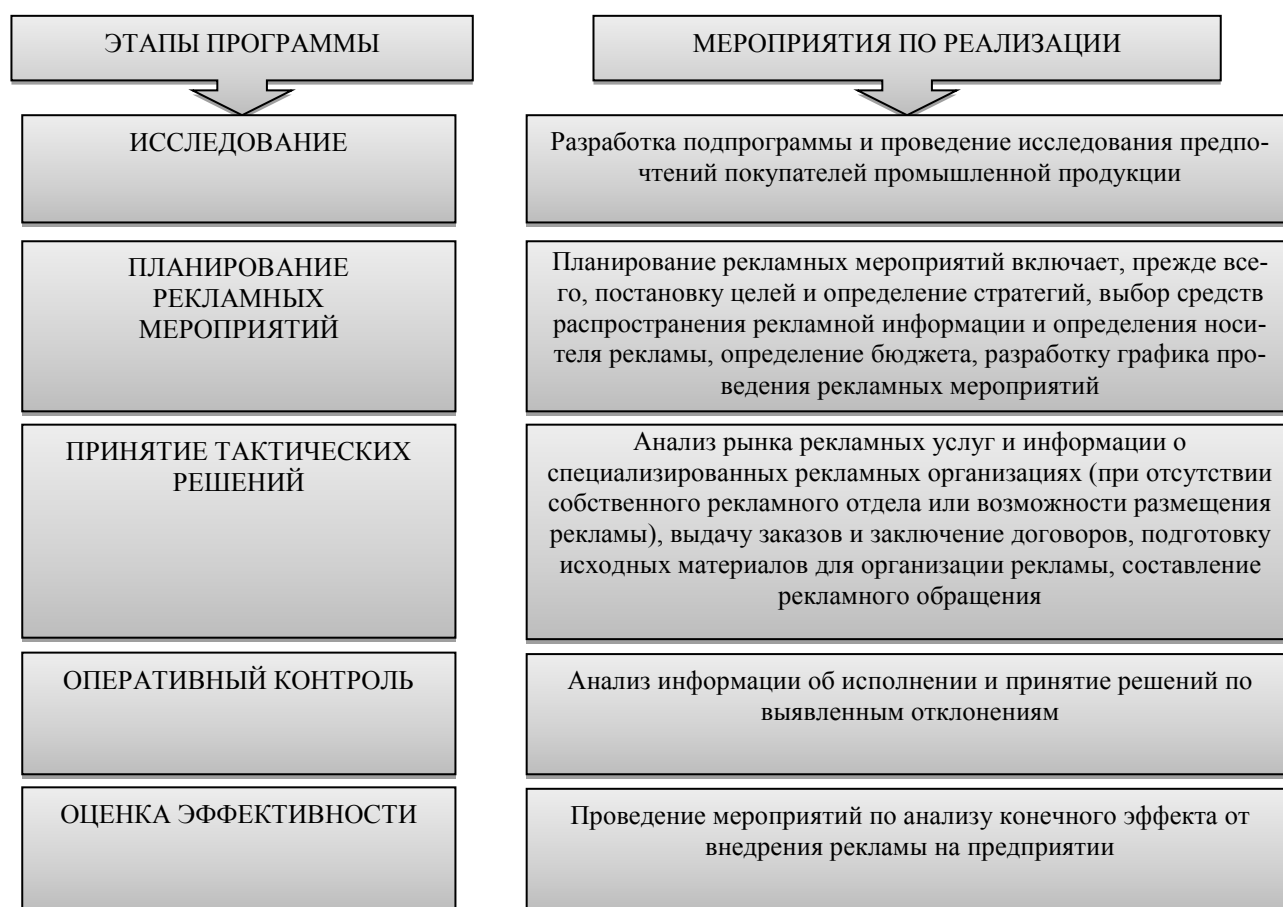 ЭТАПЫ ПРОГРАММЫ
МЕРОПРИЯТИЯ ПО РЕАЛИЗАЦИИ
ИССЛЕДОВАНИЕ
Разработка подпрограммы и проведение исследования предпо-
чтений покупателей промышленной продукции
ПЛАНИРОВАНИЕ
РЕКЛАМНЫХ
МЕРОПРИЯТИЙ
Планирование рекламных мероприятий включает, прежде все-
го, постановку целей и определение стратегий, выбор средств
распространения рекламной информации и определения носи-
теля рекламы, определение бюджета, разработку графика про-
ведения рекламных мероприятий
ПРИНЯТИЕ ТАКТИЧЕСКИХ
РЕШЕНИЙ
Анализ рынка рекламных услуг и информации о
специализированных рекламных организациях (при отсутствии
собственного рекламного отдела или возможности размещения
рекламы), выдачу заказов и заключение договоров, подготовку
исходных материалов для организации рекламы, составление
рекламного обращения
ОПЕРАТИВНЫЙ КОНТРОЛЬ
Анализ информации об исполнении и принятие решений по
выявленным отклонениям
ОЦЕНКА ЭФФЕКТИВНОСТИ
Проведение мероприятий по анализу конечного эффекта от
внедрения рекламы на предприятии